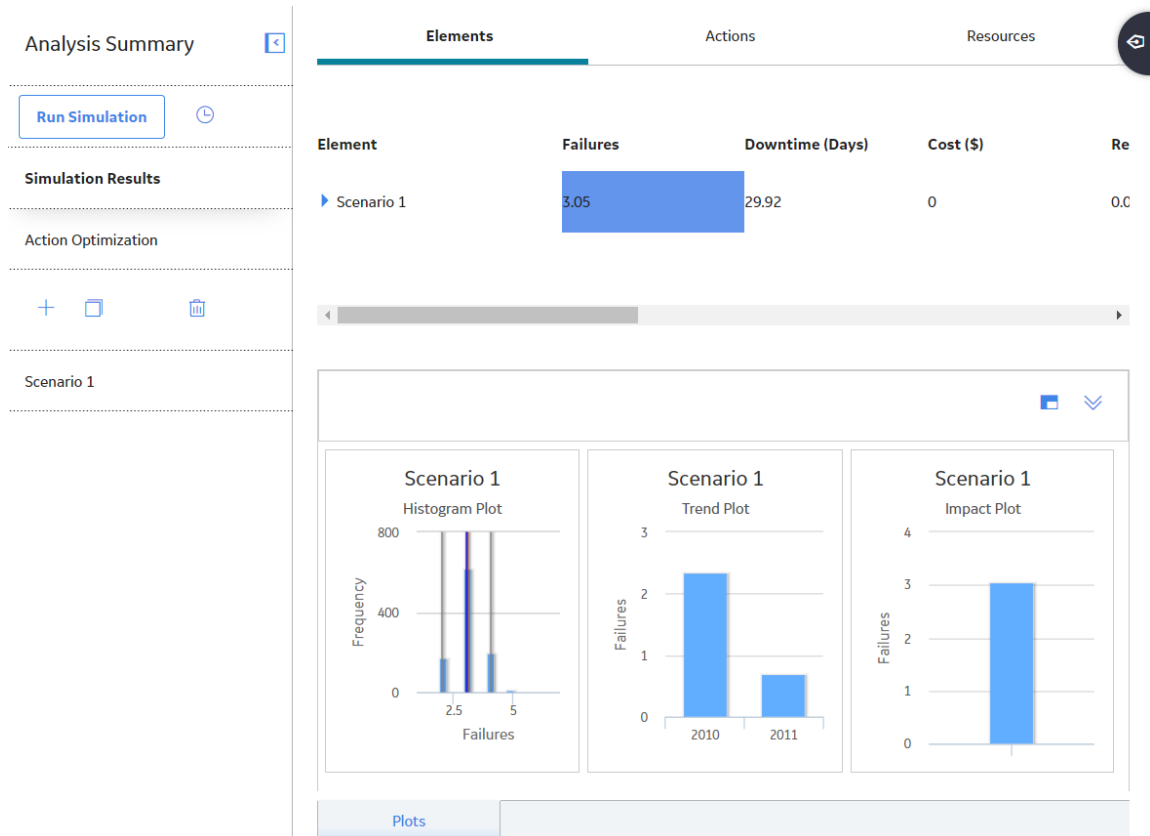 Analysis Summary
Run Simulation
Simulation Results
Action Optimization
Scenario 1
Elements Actions Resources
Element Failures Downtime (Days) Cost ($) Re
Scenario 1 3.05 29.92 0 0.0
Scenario 1
Histogram Plot
800
400
0
Frequency
2.5 5
Failures
Scenario 1
Trend Plot
3
2
1
0
Failures
2010 2011
Scenario 1
Impact Plot
4
3
2
1
0
Failures
Plots